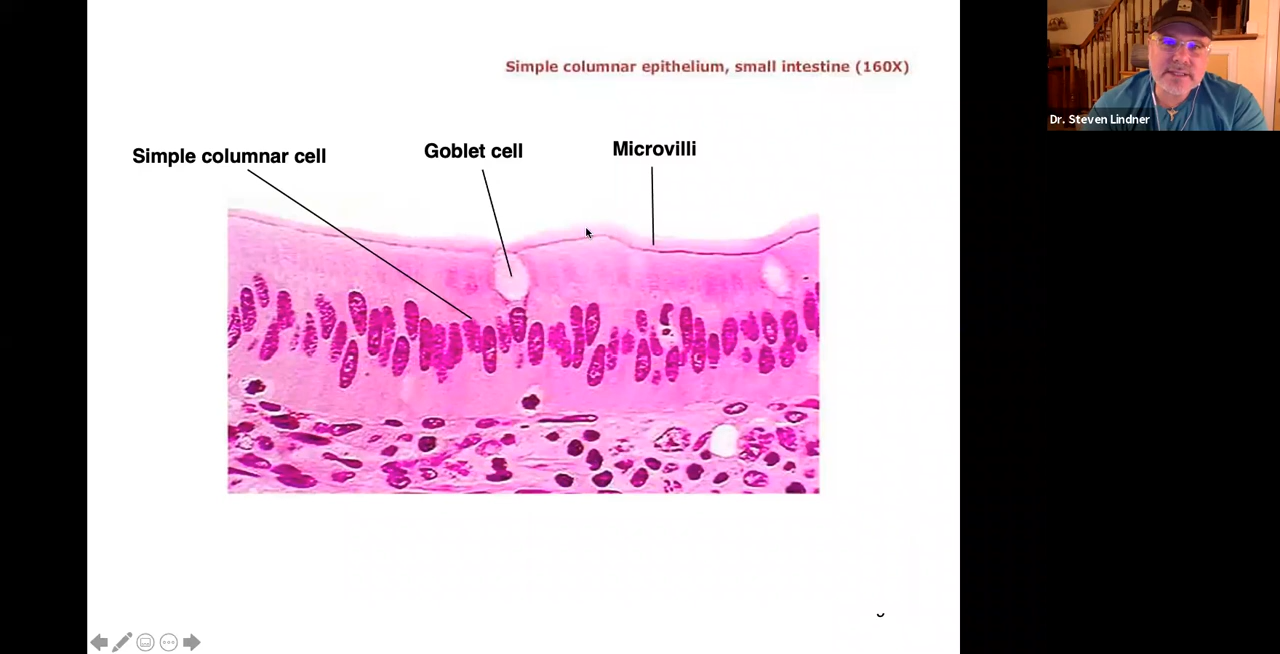 Simple columnar epithelium, small intestine (160X)
Simple columnar cell
Goblet cell
Microvilli
Dr. Steven Lindner